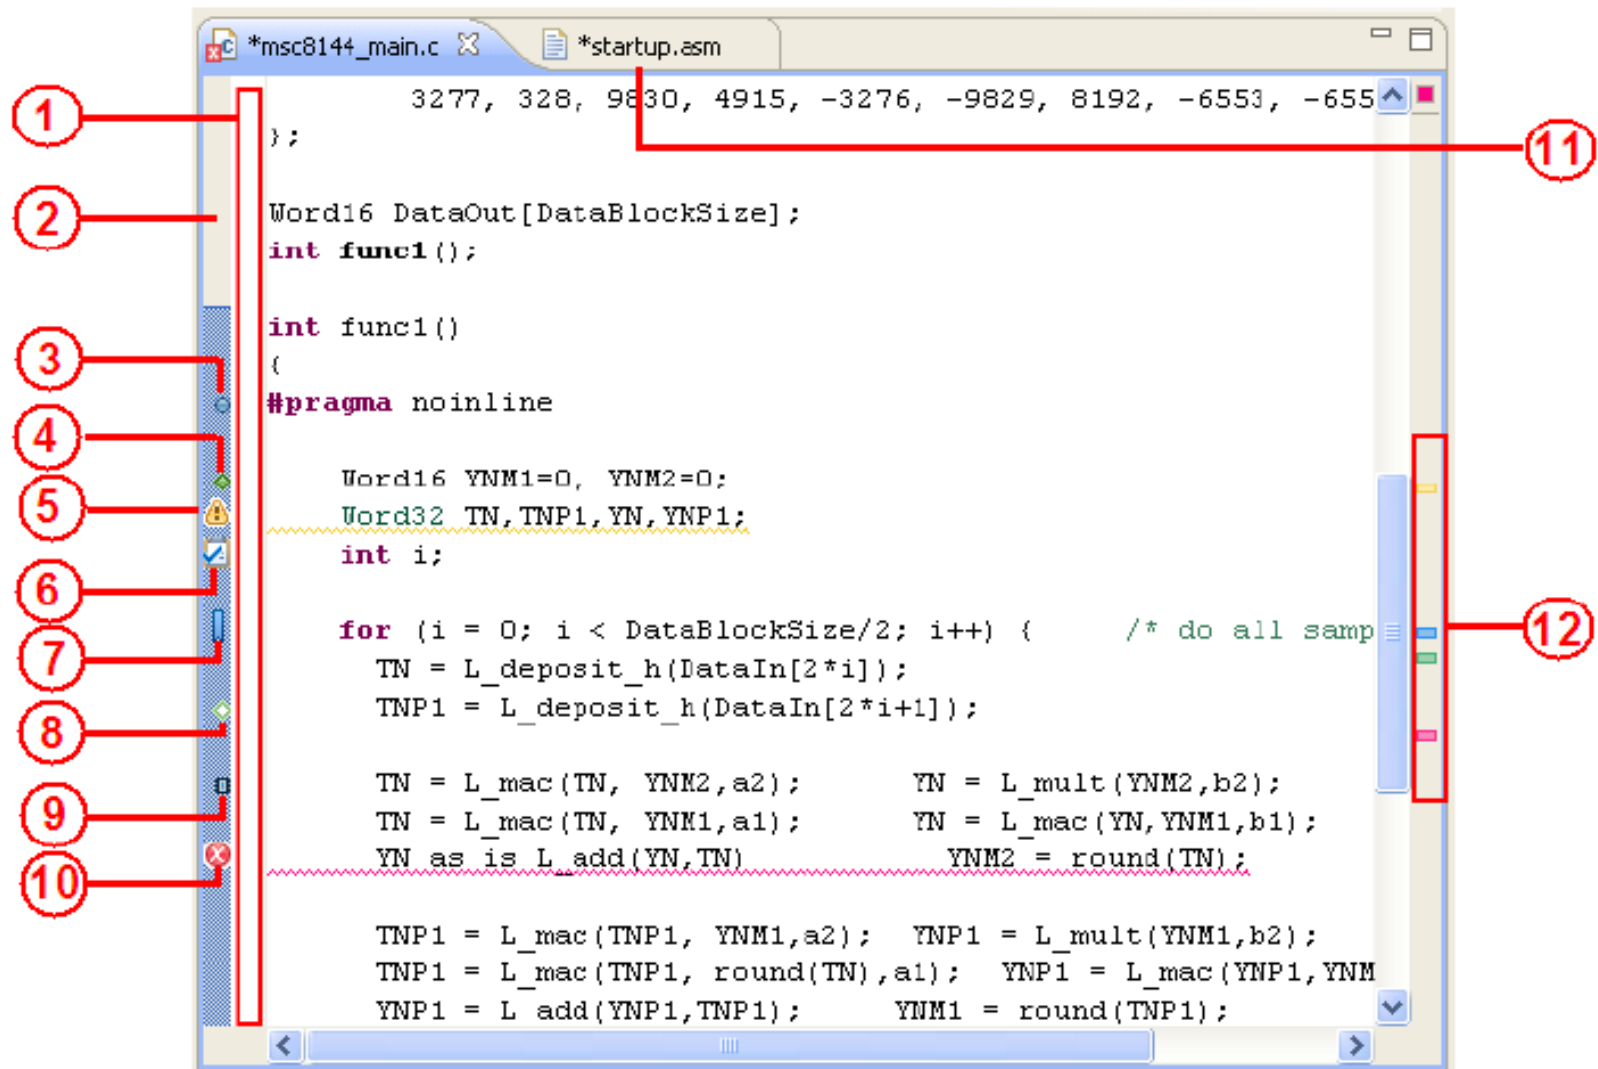 *msc8144_main.c
*startup.asm
3277, 328, 9830, 4915, -3276, -9829, 8192, -6553, -655
};
Word16 DataOut[DataBlockSize];
int func1();
int func1()
{
#pragma noinline
Word16 YNM1=0, YNM2=0;
Word32 TN,TNP1,YN,YNP1;
int i;
for (i = 0; i < DataBlockSize/2; i++) { /* do all samp
TN = L_deposit_h(DataIn[2*i]);
TNP1 = L_deposit_h(DataIn[2*i+1]);
TN = L_mac(TN, YNM2,a2); YN = L_mult(YNM2,b2);
TN = L_mac(TN, YNM1,a1); YN = L_mac(YN,YNM1,b1);
YN as is L_add(YN,TN) YNM2 = round(TN);
TNP1 = L_mac(TNP1, YNM1,a2); YNP1 = L_mult(YNM1,b2);
TNP1 = L_mac(TNP1, round(TN),a1); YNP1 = L_mac(YNP1,YNM
YNP1 = L_add(YNP1,TNP1); YNM1 = round(TNP1);
1
2
3
4
5
6
7
8
9
10
11
12